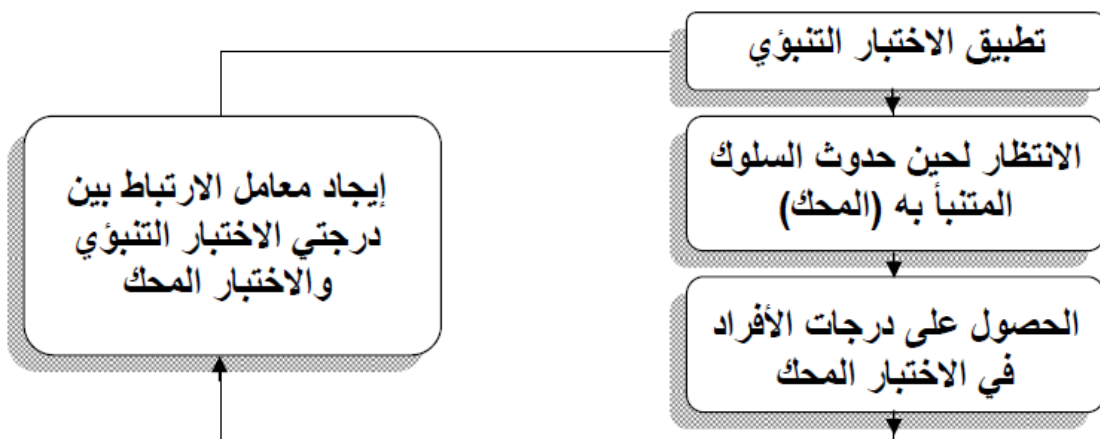 تطبيق الاختبار التنبؤي
الانتظار لحين حدوث السلوك
المتنبأ به (المحك)
الحصول على درجات الأفراد
في الاختبار المحك
إيجاد معامل الارتباط بين
درجتي الاختبار التنبؤي
والاختبار المحك